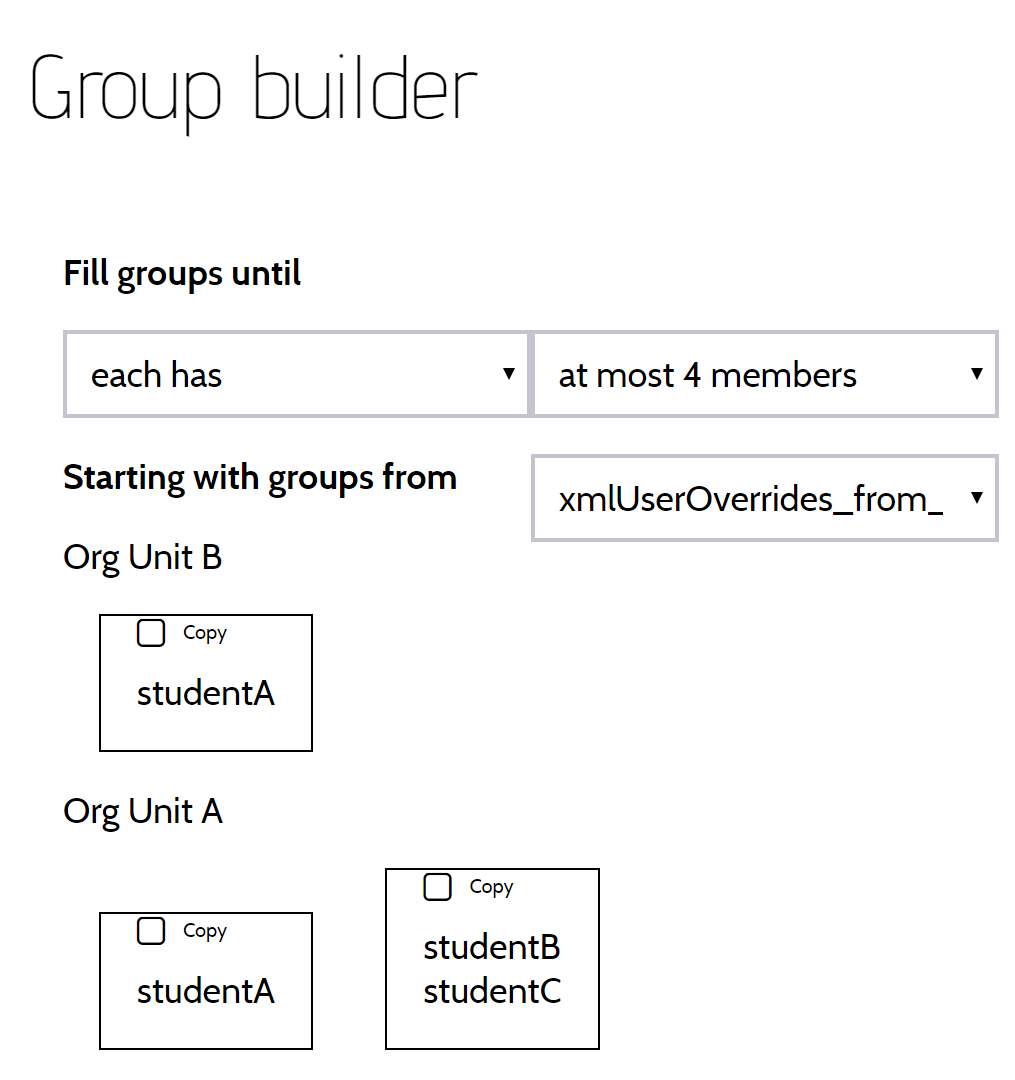 Group builder
Fill groups until
each has
at most 4 members
Starting with groups from
xmlUserOverrides_from_
Org Unit B
Copy
studentA
Org Unit A
Copy
studentA
Copy
studentB
studentC